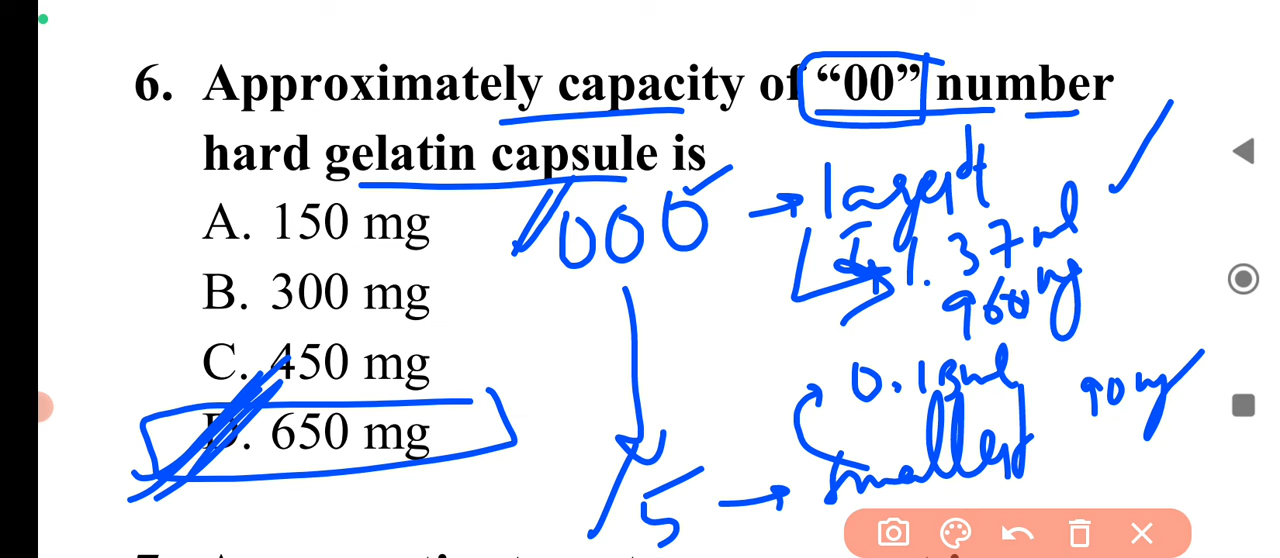 6. Approximately capacity of “00” number
hard gelatin capsule is
A. 150 mg
B. 300 mg
C. 450 mg
D. 650 mg
000 → largest
1.37 ml
960 mg
0.13 ml
90 mg
5 → smallest